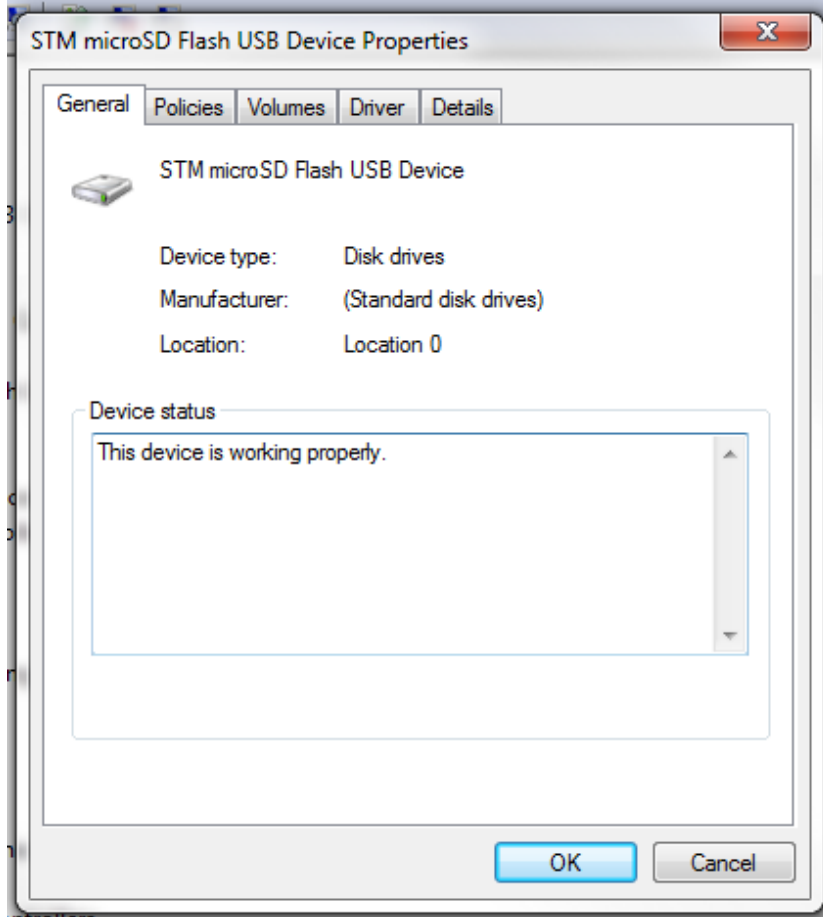 STM microSD Flash USB Device Properties
General Policies Volumes Driver Details
STM microSD Flash USB Device
Device type: Disk drives
Manufacturer: (Standard disk drives)
Location: Location 0
Device status
This device is working properly.
OK Cancel